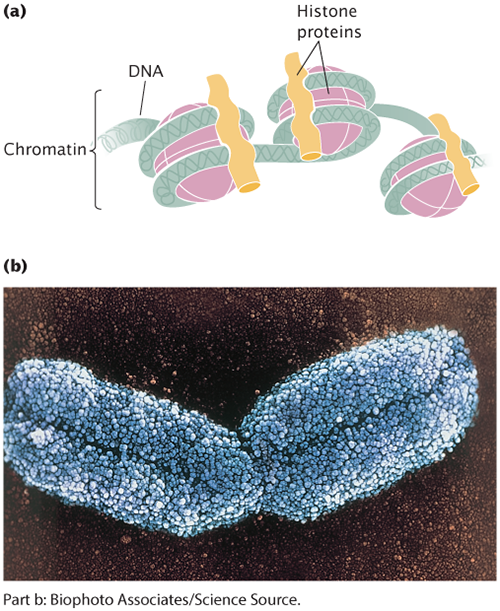 (a)
Histone
proteins
DNA
Chromatin
(b)
Part b: Biophoto Associates/Science Source.